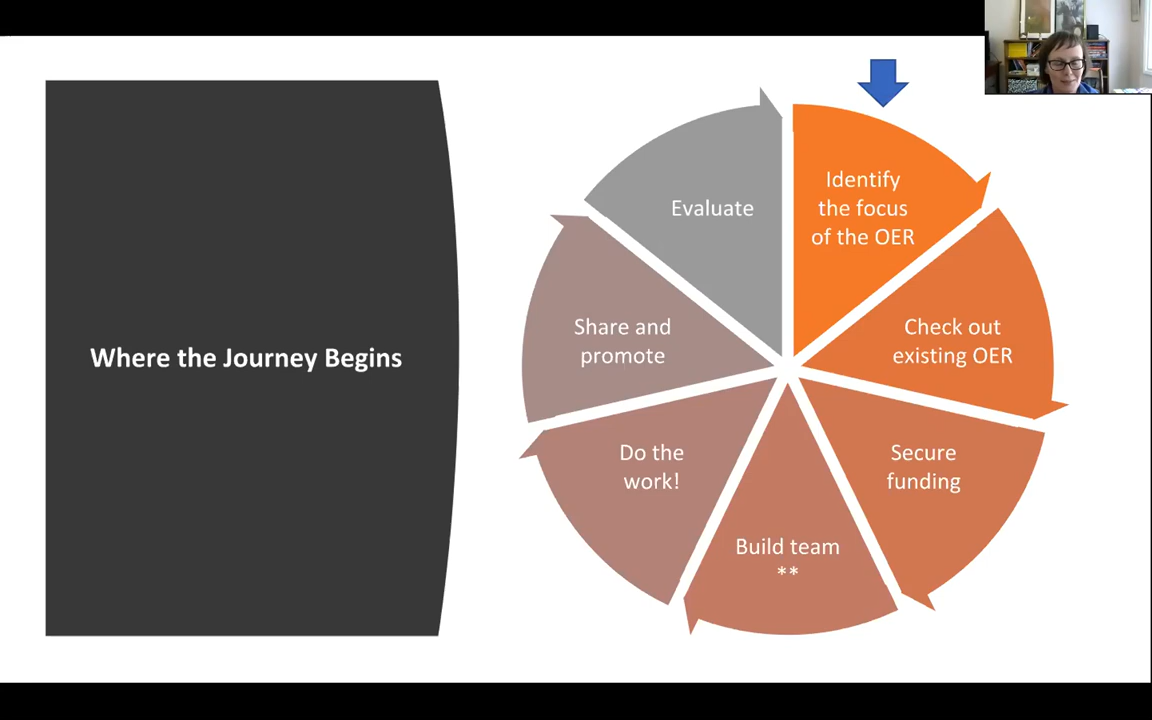 Where the Journey Begins
Identify
the focus
of the OER
Check out
existing OER
Secure
funding
Build team
**
Do the
work!
Share and
promote
Evaluate